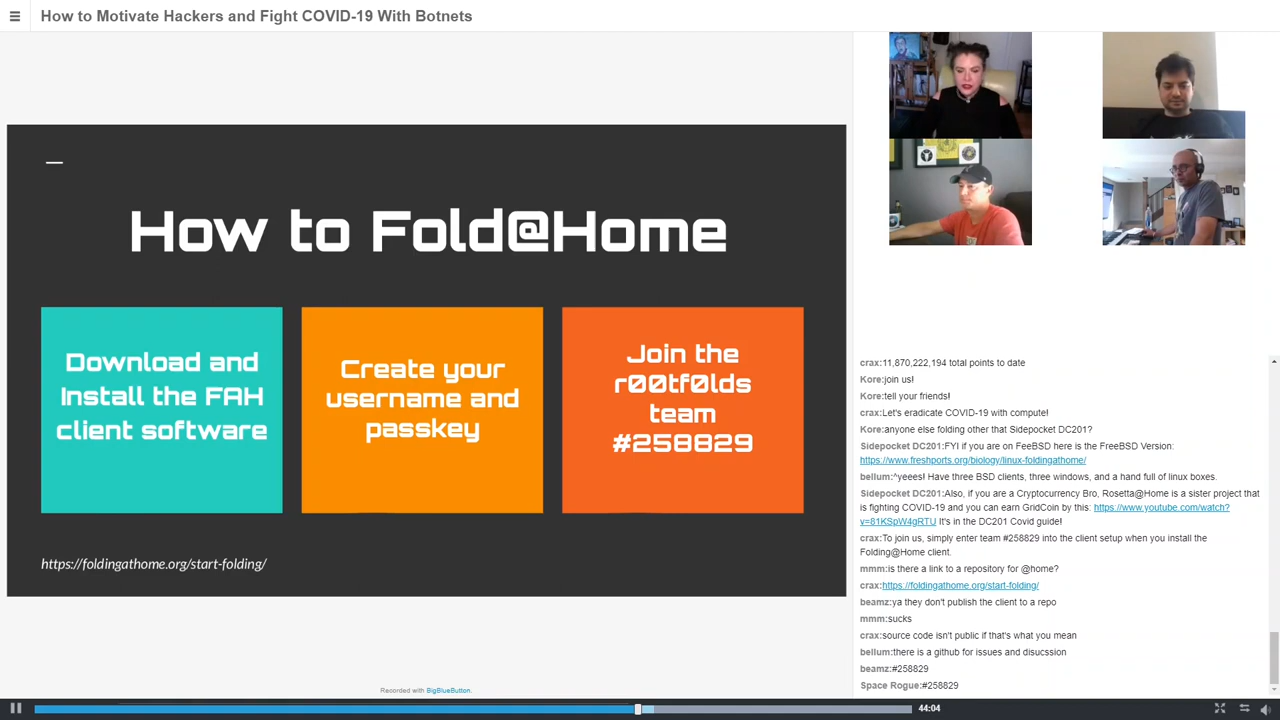 How to Motivate Hackers and Fight COVID-19 With Botnets
How to Fold@Home
Download and
Install the FAH
client software
Create your
username and
passkey
Join the
r00tf0lds
team
#258829
https://foldingathome.org/start-folding/
Recorded with BigBlueButton.
crax:11,870,222,194 total points to date
Kore:join us!
Kore:tell your friends!
crax:Let's eradicate COVID-19 with compute!
Kore:anyone else folding other that Sidepocket DC201?
Sidepocket DC201:FYI if you are on FeeBSD here is the FreeBSD Version:
https://www.freshports.org/biology/linux-foldingathome/
bellum:^yeees! Have three BSD clients, three windows, and a hand full of linux boxes.
Sidepocket DC201:Also, if you are a Cryptocurrency Bro, Rosetta@Home is a sister project that
is fighting COVID-19 and you can earn GridCoin by this: https://www.youtube.com/watch?
v=81KSpW4gRTU It's in the DC201 Covid guide!
crax:To join us, simply enter team #258829 into the client setup when you install the
Folding@Home client.
mmm:is there a link to a repository for @home?
crax:https://foldingathome.org/start-folding/
beamz:ya they don't publish the client to a repo
mmm:sucks
crax:source code isn't public if that's what you mean
bellum:there is a github for issues and disucssion
beamz:#258829
Space Rogue:#258829
44:04